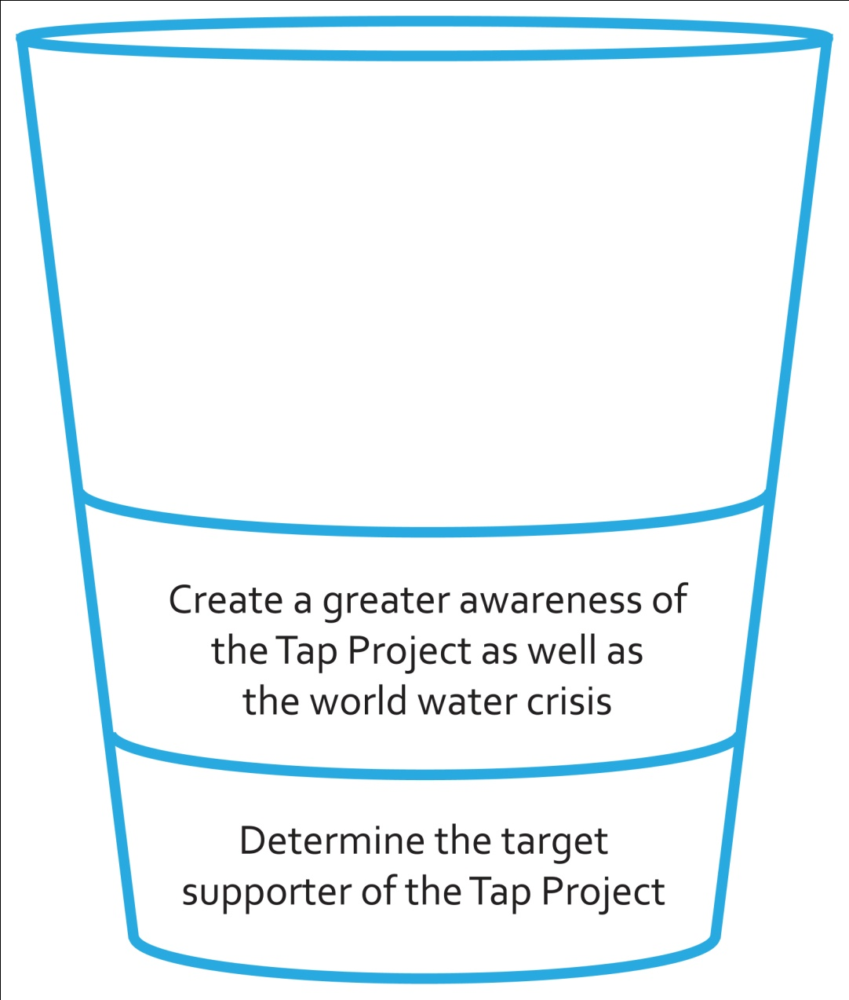 Create a greater awareness of
the Tap Project as well as
the world water crisis
Determine the target
supporter of the Tap Project